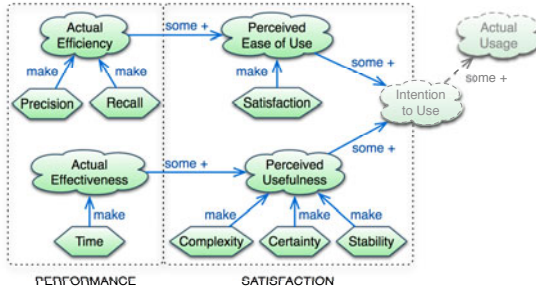 Actual
Efficiency
some +
Perceived
Ease of Use
Actual
Usage
make
make
make
some +
some +
Precision
Recall
Satisfaction
Intention
to Use
Actual
Effectiveness
some +
Perceived
Usefulness
some +
make
make
make
make
Time
Complexity
Certainty
Stability
PERFORMANCE
SATISFACTION